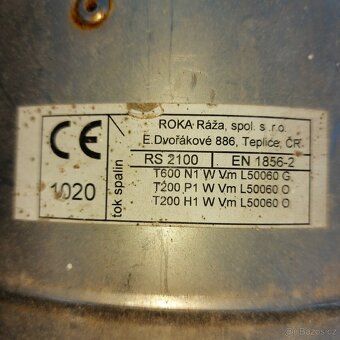 CE
1020
tok spalin
ROKA Ráža, spol. s .r.o.
E.Dvořákové 886, Teplice, ČR
RS 2100 EN 1856-2
T600 N1 W Vm L50060 G
T200 P1 W Vm L50060 O
T200 H1 W Vm L50060 O